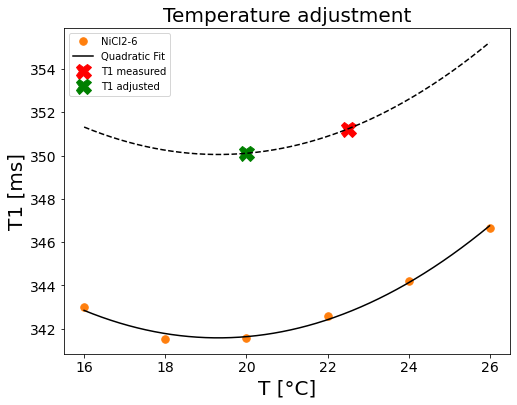 Temperature adjustment
NiCl2-6
Quadratic Fit
T1 measured
T1 adjusted
T1 [ms]
354
352
350
348
346
344
342
16 18 20 22 24 26
T [°C]